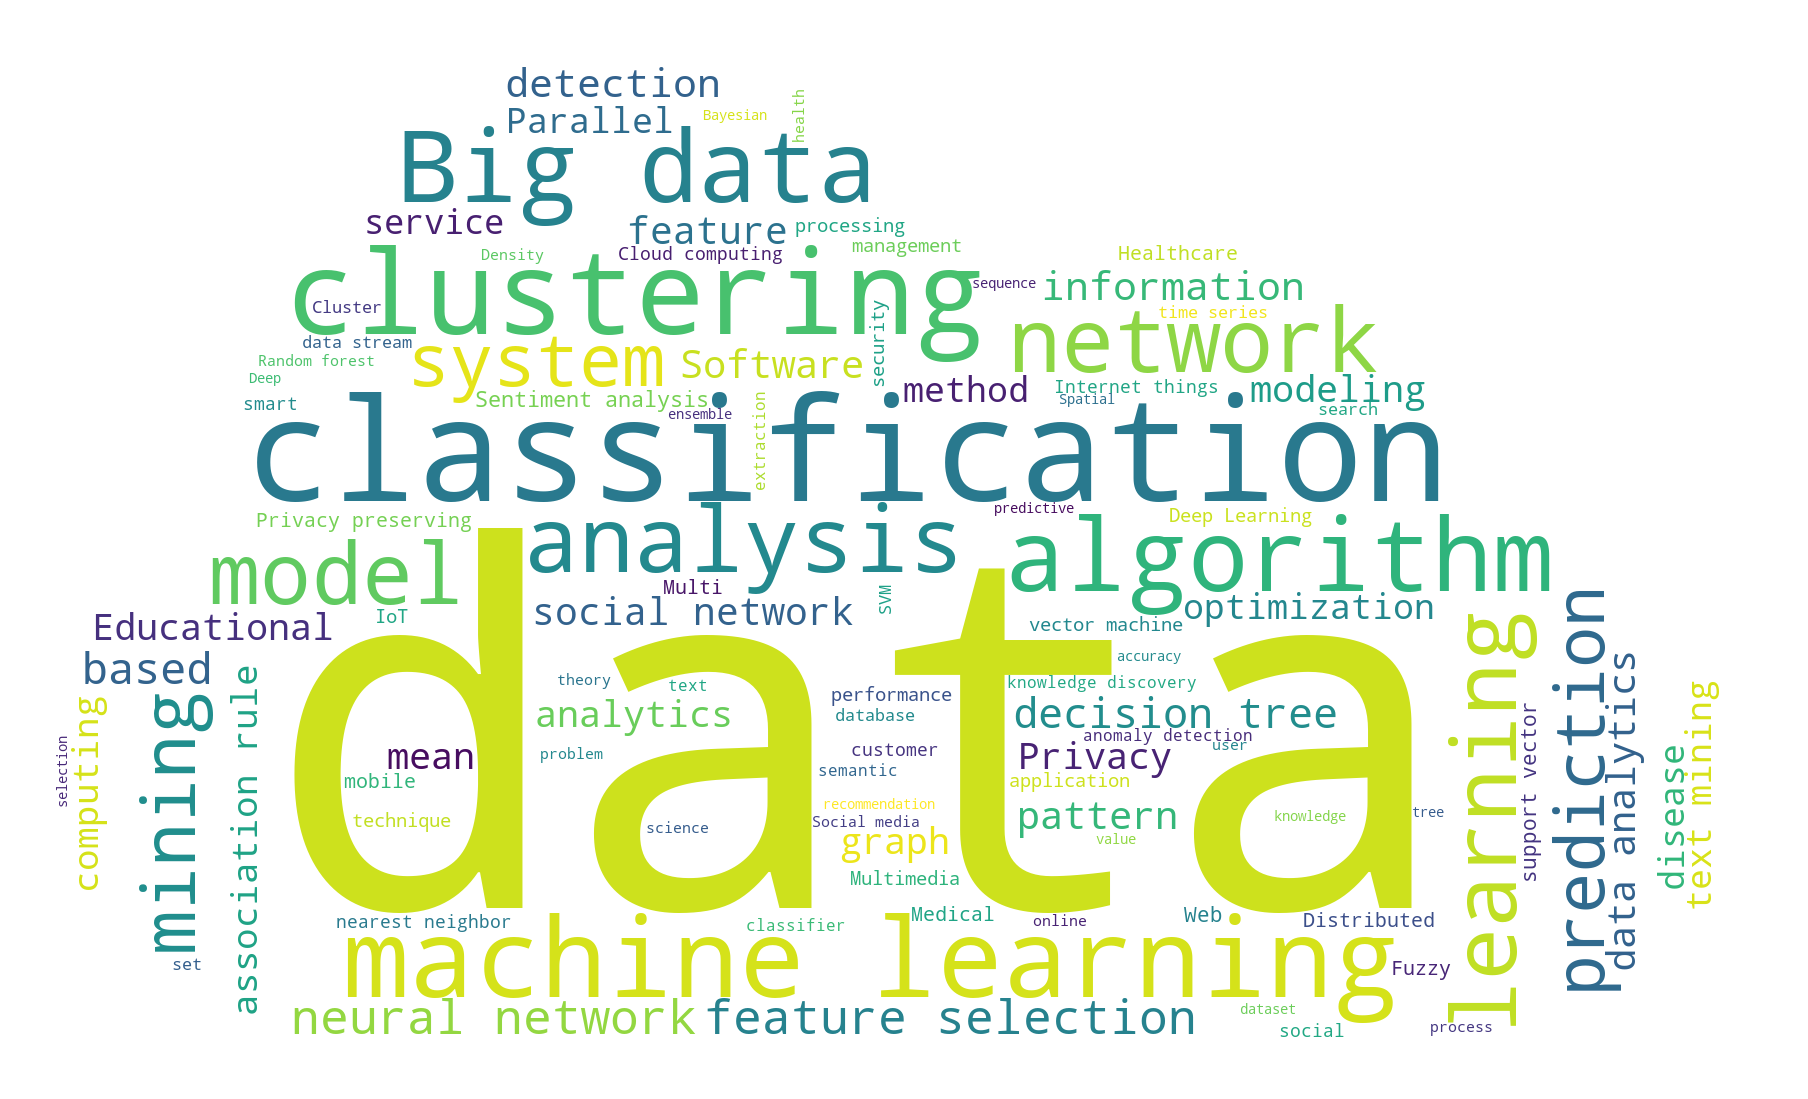 detection
Parallel
Bayesian
health
Big data
service
feature
processing
Density
Cloud computing
management
Healthcare
clustering
sequence
information
Cluster
time series
network
data stream
security
Random forest
system
Software
Deep
method
Internet things
modeling
smart
Sentiment analysis
ensemble
extraction
Spatial
search
classification
predictive
Privacy preserving
Deep Learning
analysis
algorithm
model
Multi
SVM
Educational
IoT
social network
optimization
vector machine
based
accuracy
theory
text
knowledge discovery
performance
analytics
database
decision tree
anomaly detection
user
mean
problem
customer
Privacy
mobile
semantic
application
data
recommendation
technique
science
Social media
pattern
knowledge
tree
graph
value
Multimedia
selection
computing
mining
association rule
learning
support vector
prediction
data analytics
disease
text mining
nearest neighbor
classifier
Medical
online
Web
Distributed
set
machine learning
Fuzzy
neural network
feature selection
dataset
social
process